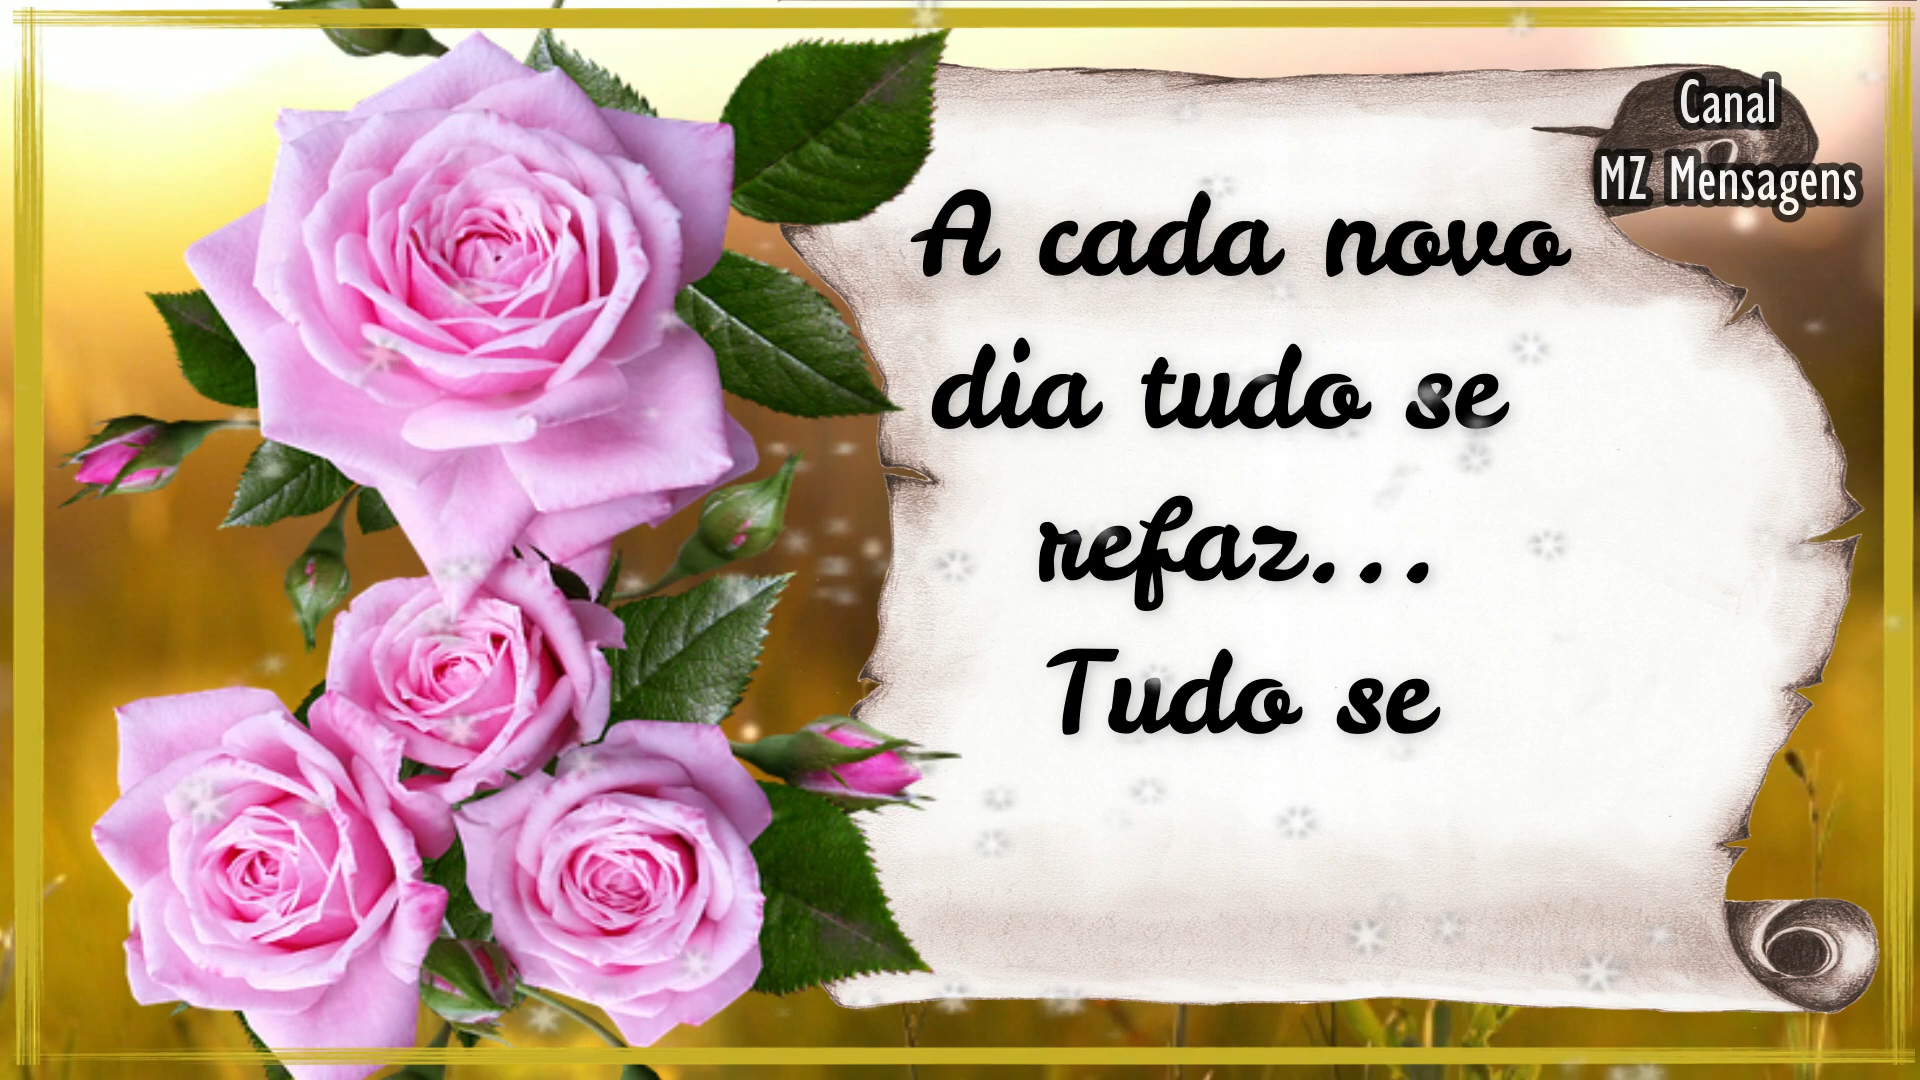 Canal
MZ Mensagens
A cada novo
dia tudo se
refaz...
Tudo se